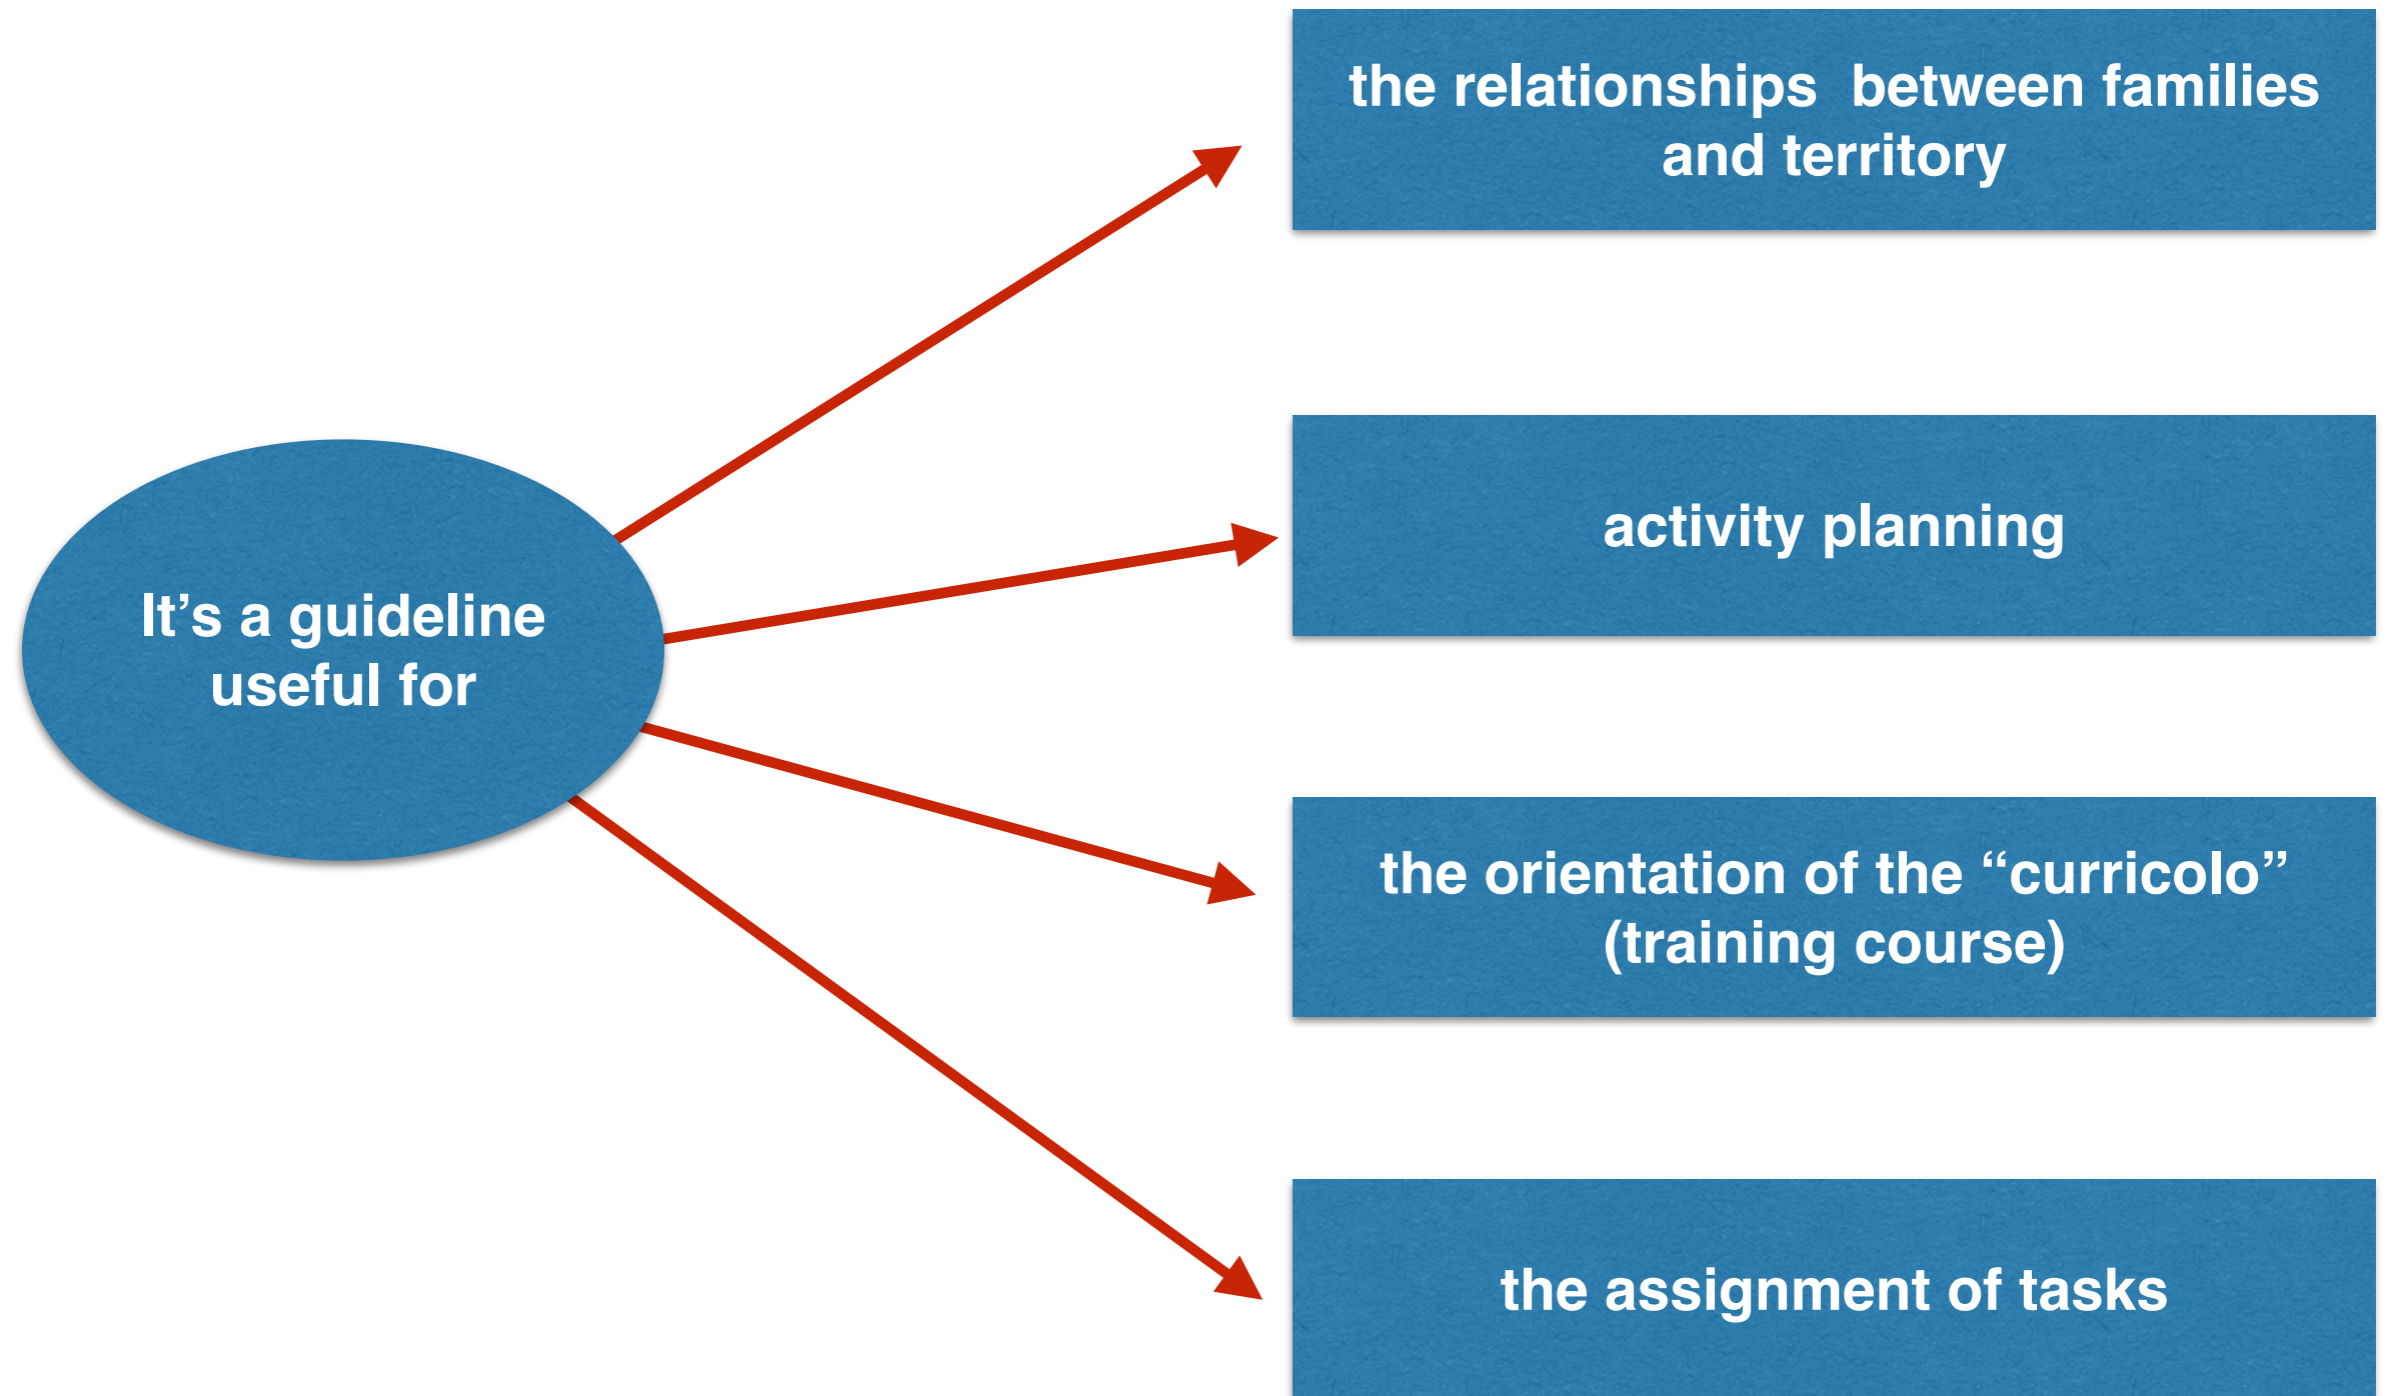 the relationships  between families
and territory
activity planning
It’s a guideline
useful for
the orientation of the “curricolo”
(training course)
the assignment of tasks